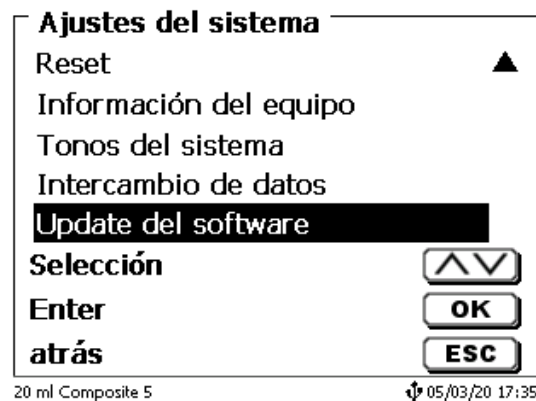 Ajustes del sistema
Reset
Información del equipo
Tonos del sistema
Intercambio de datos
Update del software
Selección
Enter OK
atrás ESC
20 ml Composite 5 05/03/20 17:35